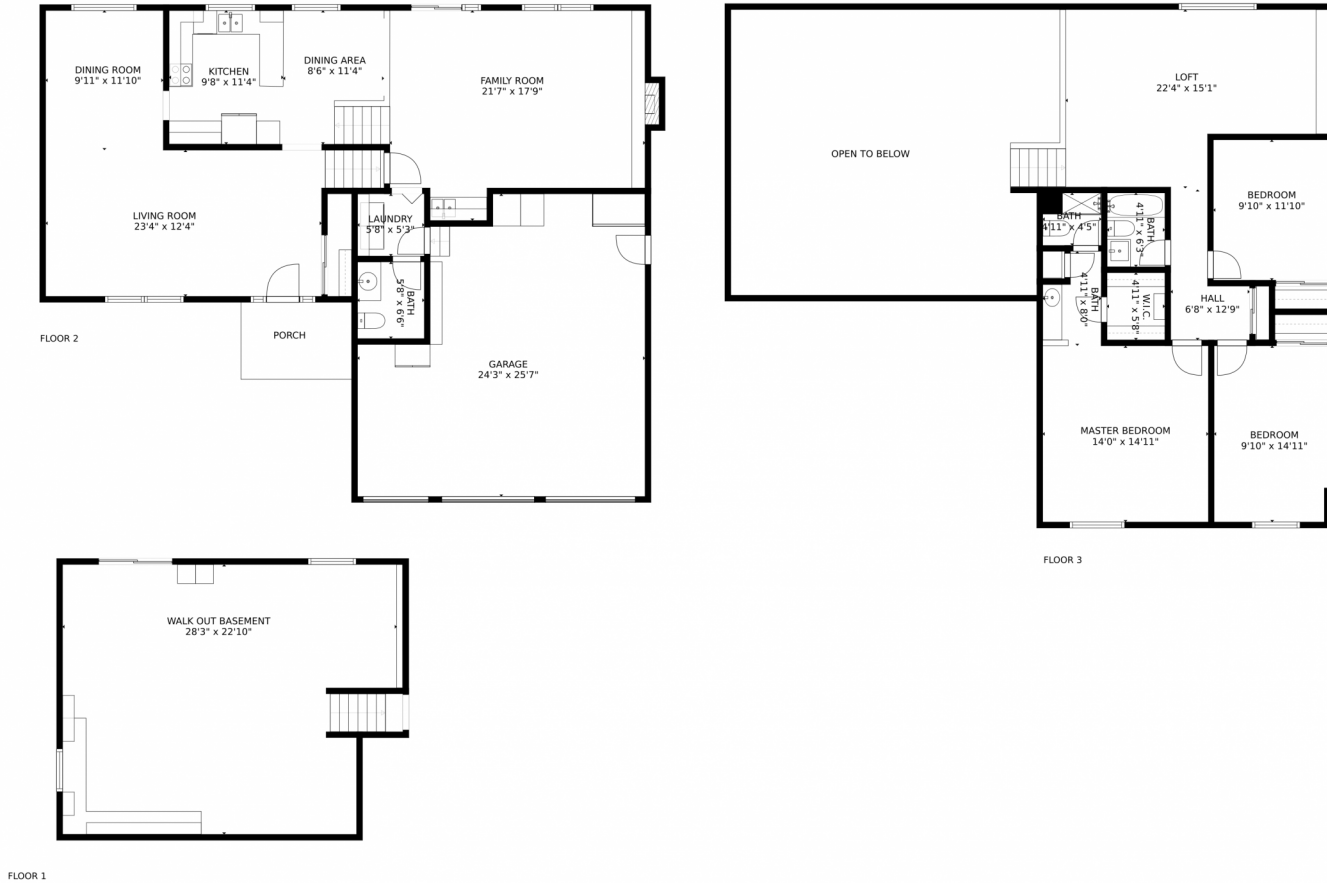 DINING ROOM
9'11" x 11'10"
KITCHEN
9'8" x 11'4"
DINING AREA
8'6" x 11'4"
FAMILY ROOM
21'7" x 17'9"
LIVING ROOM
23'4" x 12'4"
LAUNDRY
5'8" x 5'3"
BATH
5'8" x 6'6"
PORCH
GARAGE
24'3" x 25'7"
FLOOR 2
OPEN TO BELOW
LOFT
22'4" x 15'1"
BEDROOM
9'10" x 11'10"
BATH
4'11" x 4'5"
BATH
4'11" x 6'3"
BATH
4'11" x 8'0"
W.I.C.
4'11" x 5'8"
HALL
6'8" x 12'9"
MASTER BEDROOM
14'0" x 14'11"
BEDROOM
9'10" x 14'11"
FLOOR 3
WALK OUT BASEMENT
28'3" x 22'10"
FLOOR 1